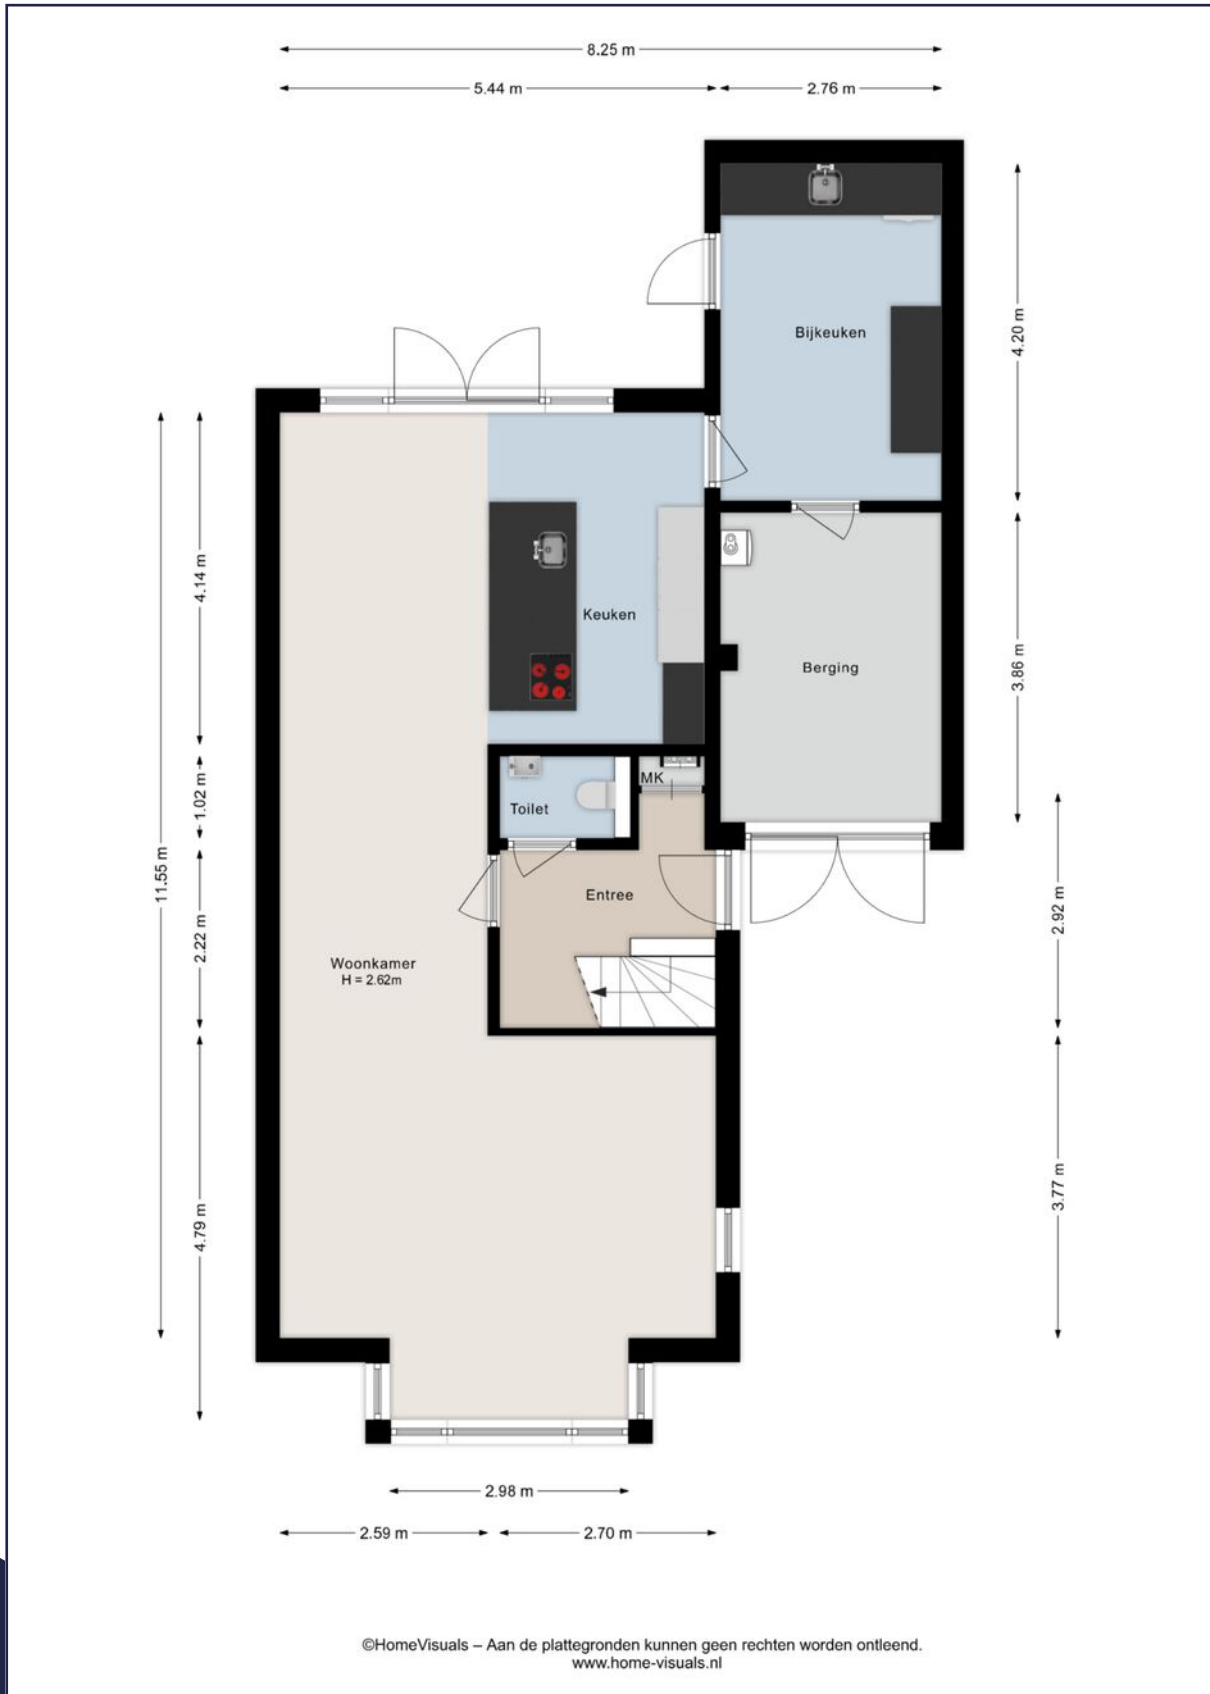 8.25 m
5.44 m
2.76 m
4.20 m
Bijkeuken
4.14 m
Keuken
3.86 m
Berging
MK
1.02 m
Toilet
11.55 m
Entree
2.92 m
2.22 m
Woonkamer
H = 2.62m
3.77 m
4.79 m
2.98 m
2.59 m
2.70 m
©HomeVisuals – Aan de plattegronden kunnen geen rechten worden ontleend.
www.home-visuals.nl